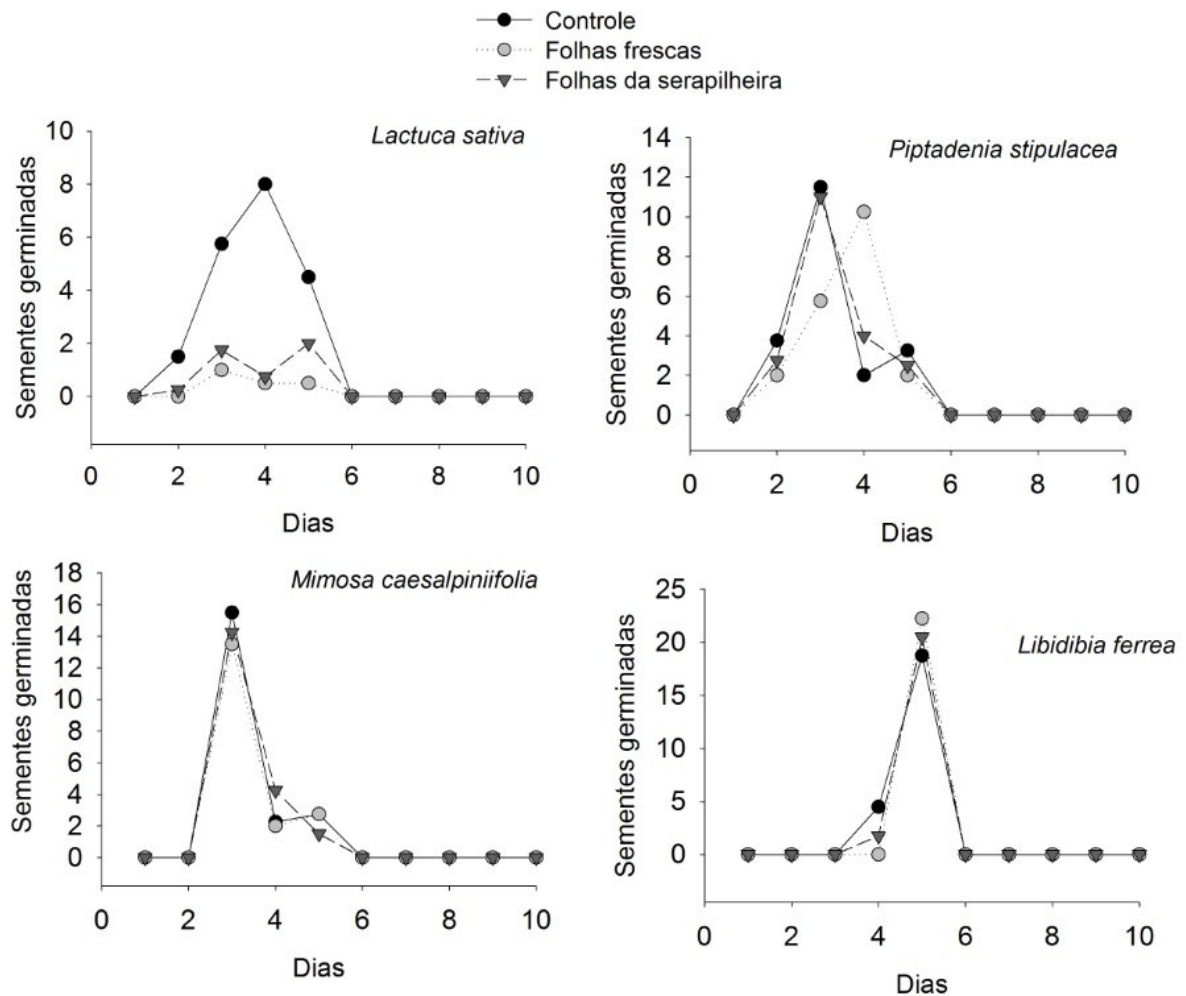 Controle
Folhas frescas
Folhas da serapilheira
Lactuca sativa
Sementes germinadas
10
8
6
4
2
0
0 2 4 6 8 10
Dias
Piptadenia stipulacea
Sementes germinadas
14
12
10
8
6
4
2
0
0 2 4 6 8 10
Dias
Mimosa caesalpiniifolia
Sementes germinadas
18
16
14
12
10
8
6
4
2
0
0 2 4 6 8 10
Dias
Libidibia ferrea
Sementes germinadas
25
20
15
10
5
0
0 2 4 6 8 10
Dias